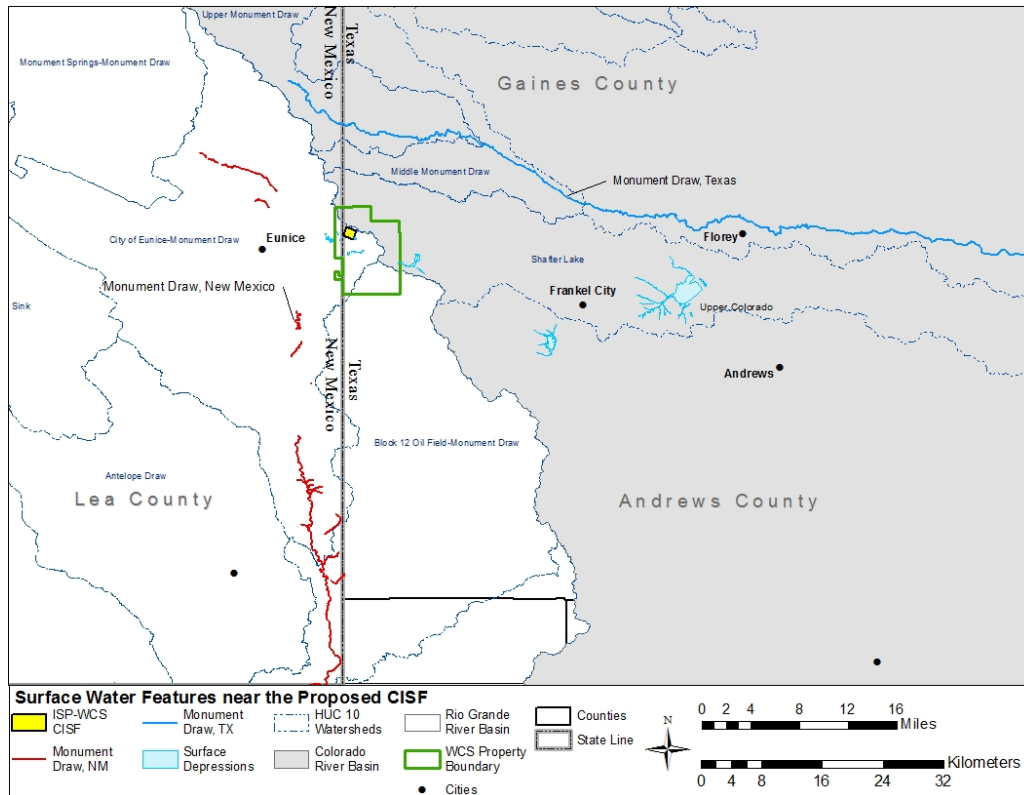 Upper Monument Draw
New Mexico
Texas
Monument Springs-Monument Draw
Gaines County
Middle Monument Draw
Monument Draw, Texas
City of Eunice-Monument Draw
Eunice
Florey
Shafter Lake
Monument Draw, New Mexico
Frankel City
Sink
Upper Colorado
New Mexico
Texas
Andrews
Block 12 Oil Field-Monument Draw
Antelope Draw
Lea County
Andrews County
Surface Water Features near the Proposed CISF
ISP-WCS
CISF
Monument
Draw, TX
HUC 10
Watersheds
Rio Grande
River Basin
Counties
State Line
Monument
Draw, NM
Surface
Depressions
Colorado
River Basin
WCS Property
Boundary
Cities
N
0 2 4 8 12 16
Miles
Kilometers
0 4 8 16 24 32